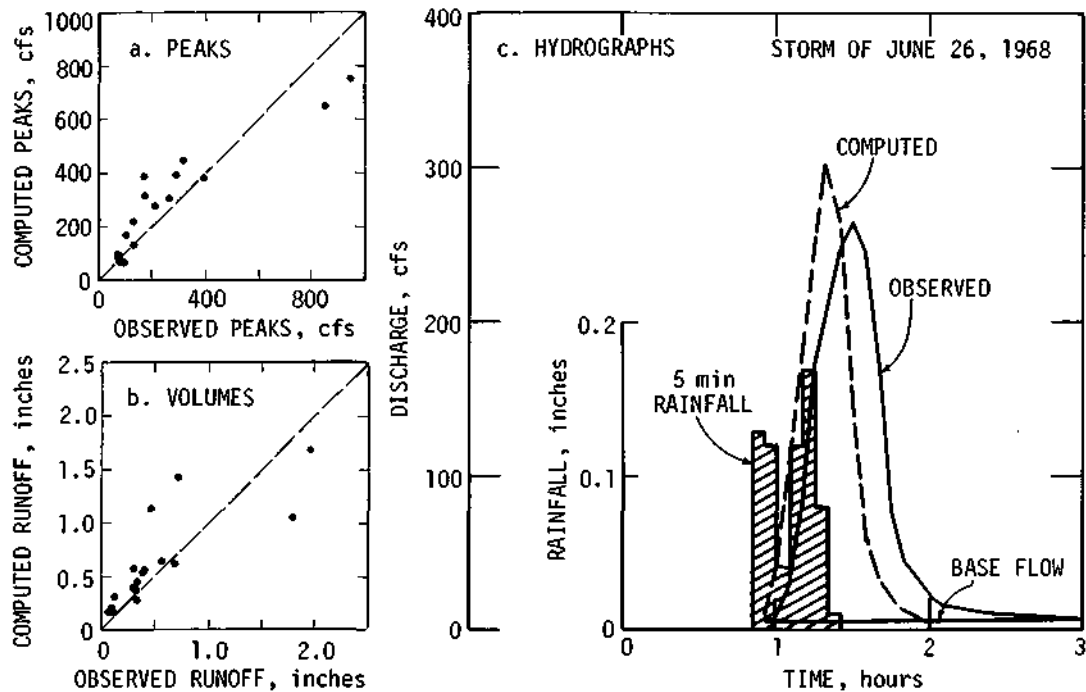 a. PEAKS
COMPUTED PEAKS, cfs
1000
800
600
400
200
0
0
400
800
OBSERVED PEAKS, cfs
b. VOLUMES
COMPUTED RUNOFF, inches
2.5
2.0
1.5
1.0
0.5
0
0
1.0
2.0
OBSERVED RUNOFF, inches
c. HYDROGRAPHS
STORM OF JUNE 26, 1968
DISCHARGE, cfs
400
300
200
100
0
COMPUTED
OBSERVED
5 min
RAINFALL
RAINFALL, inches
0.2
0.1
0
BASE FLOW
0
1
2
3
TIME, hours